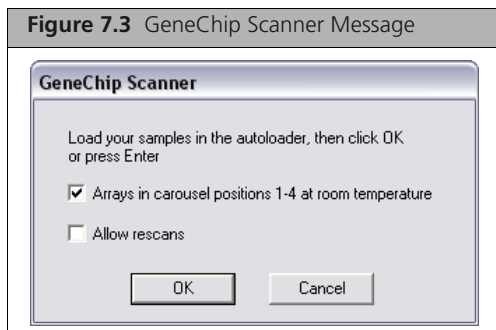 Figure 7.3 GeneChip Scanner Message
GeneChip Scanner
Load your samples in the autoloader, then click OK
or press Enter
Arrays in carousel positions 1-4 at room temperature
Allow rescans
OK Cancel